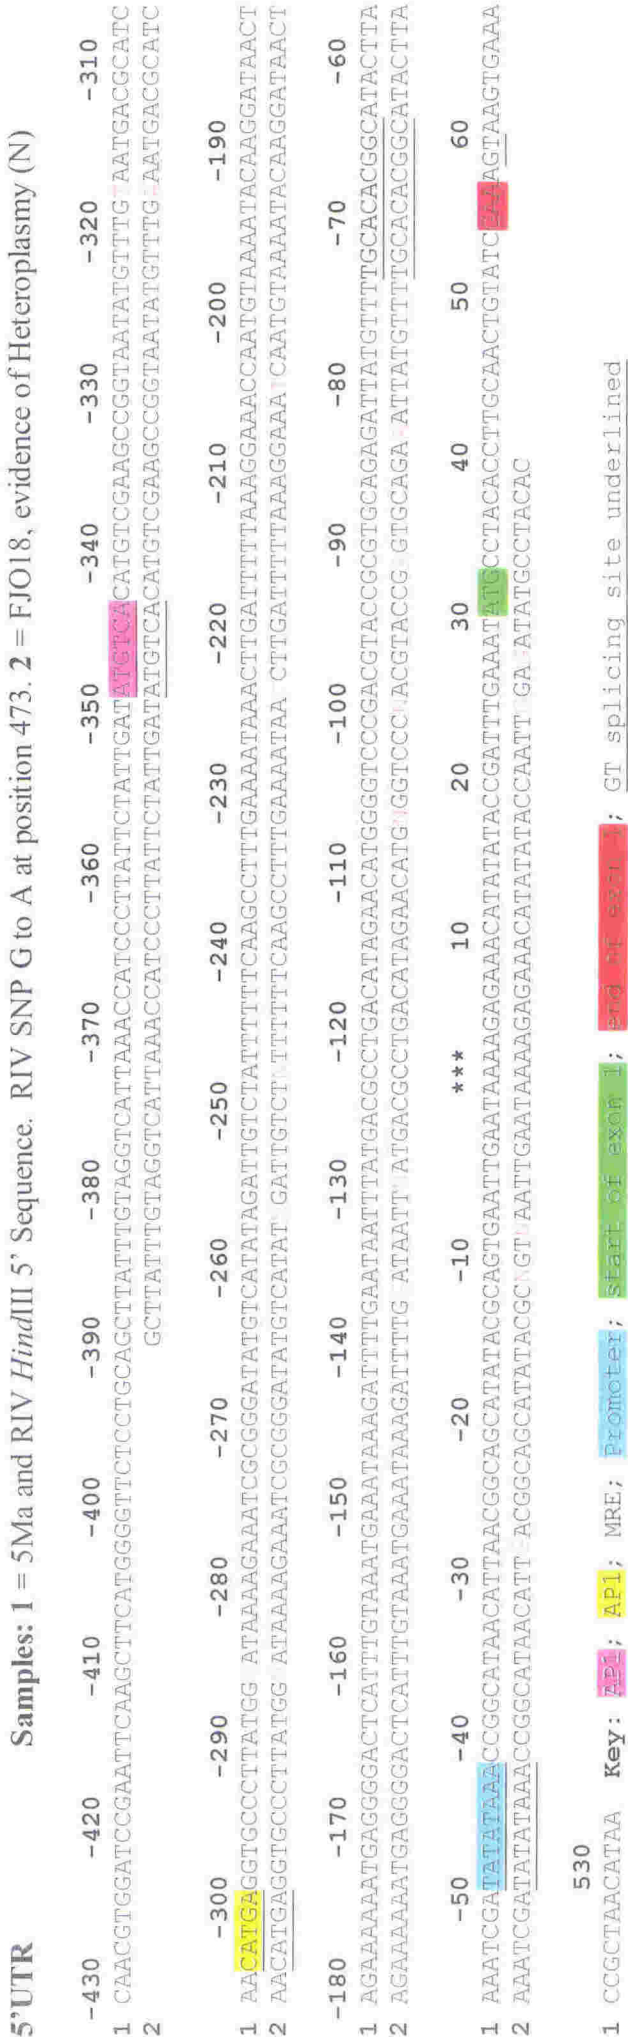 5'UTR Samples: 1 = 5Ma and RIV HindIII 5' Sequence. RIV SNP G to A at position 473. 2 = FJO18, evidence of Heteroplasmy (N)
-430 -420 -410 -400 -390 -380 -370 -360 -350 -340 -330 -320 -310
1 CAACGTGGATCCGAATTCAAGCTTCATGGGGTTCTCCTGCAGCTTATTTGTAGGTCATTAAACCATCCCTTATTCTATTGATATGTCACATGTCGAAGCCGGTAATATGTTTG AATGACGCATC
2 GCTTATTTGTAGGTCATTAAACCATCCCTTATTCTATTGATATGTCACATGTCGAAGCCGGTAATATGTTTG AATGACGCATC
-300 -290 -280 -270 -260 -250 -240 -230 -220 -210 -200 -190
1 AACATGAGGTGCCCTTATGG ATAAAAGAAATCGCGGGATATGTCATATAGATTGTCTATTTTTTCAAGCCTTTGAAAATAAACTTGATTTTTAAAGGAAACCAATGTAAAATACAAGGATAACT
2 AACATGAGGTGCCCTTATGG ATAAAAGAAATCGCGGGATATGTCATAT GATTGTCT TTTTTTCAAGCCTTTGAAAATAA CTTGATTTTTAAAGGAAA CAATGTAAAATACAAGGATAACT
-180 -170 -160 -150 -140 -130 -120 -110 -100 -90 -80 -70 -60
1 AGAAAAAATGAGGGGACTCATTTGTAAATGAAATAAAGATTTTGAATAATTTATGACGCCTGACATAGAACATGGGGTCCCGACGTACCGCGTGCAGAGATTATGTTTTGCACACGGCATACTTA
2 AGAAAAAATGAGGGGACTCATTTGTAAATGAAATAAAGATTTTG ATAATT ATGACGCCTGACATAGAACATG GGTCCC ACGTACCG GTGCAGA ATTATGTTTTGCACACGGCATACTTA
-50 -40 -30 -20 -10 *** 10 20 30 40 50 60
1 AAATCGATATATAAACCGGCATAACATTAACGGCAGCATATACGCAGTGAATTGAATAAAAGAGAAACATATATACCGATTTGAAATATGCCTACACCTTGCAACTGTATCAAAGTAAGTGAAA
2 AAATCGATATATAAACCGGCATAACATT ACGGCAGCATATACGC GT AATTGAATAAAAGAGAAACATATATACCAATT GA ATATGCCTACAC
530
1 CCGCTAACATAA Key: AP1; AP1; MRE; Promoter; start of exon 1; end of exon 1; GT splicing site underlined